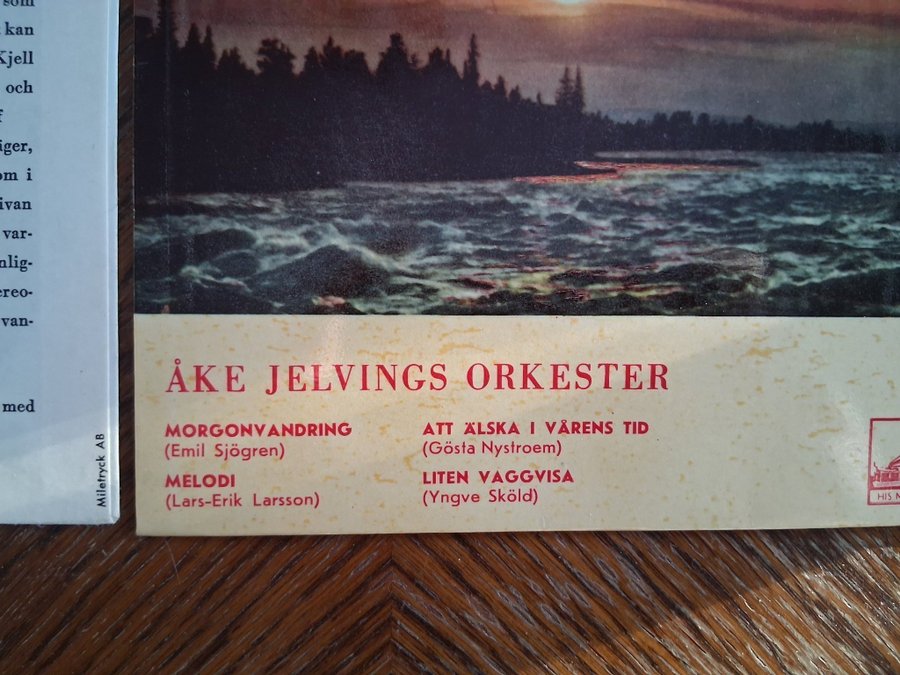 som
kan
Kjell
och
f
iger,
om i
ivan
var-
nlig-
ereo-
van-
med
Miletryck AB
ÅKE JELVINGS ORKESTER
MORGONVANDRING
(Emil Sjögren)
MELODI
(Lars-Erik Larsson)
ATT ÄLSKA I VÅRENS TID
(Gösta Nystroem)
LITEN VAGGVISA
(Yngve Sköld)
HIS